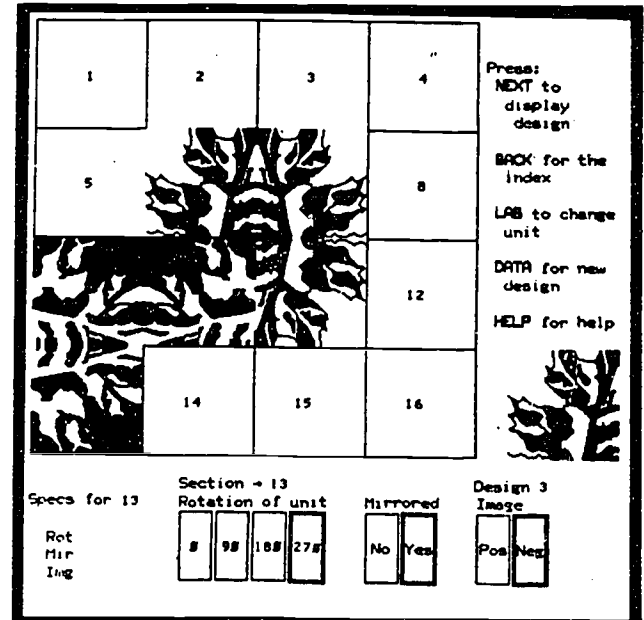 1 2 3 4
Press:
NEXT to
display
design
5 8
BACK for the
index
LAB to change
unit
12
DATA for new
design
HELP for help
14 15 16
Section → 13
Design 3
Specs for 13
Rotation of unit
Mirrored
Image
Rot
Mir
Img
0 90 180 270
No Yes
Pos Neg